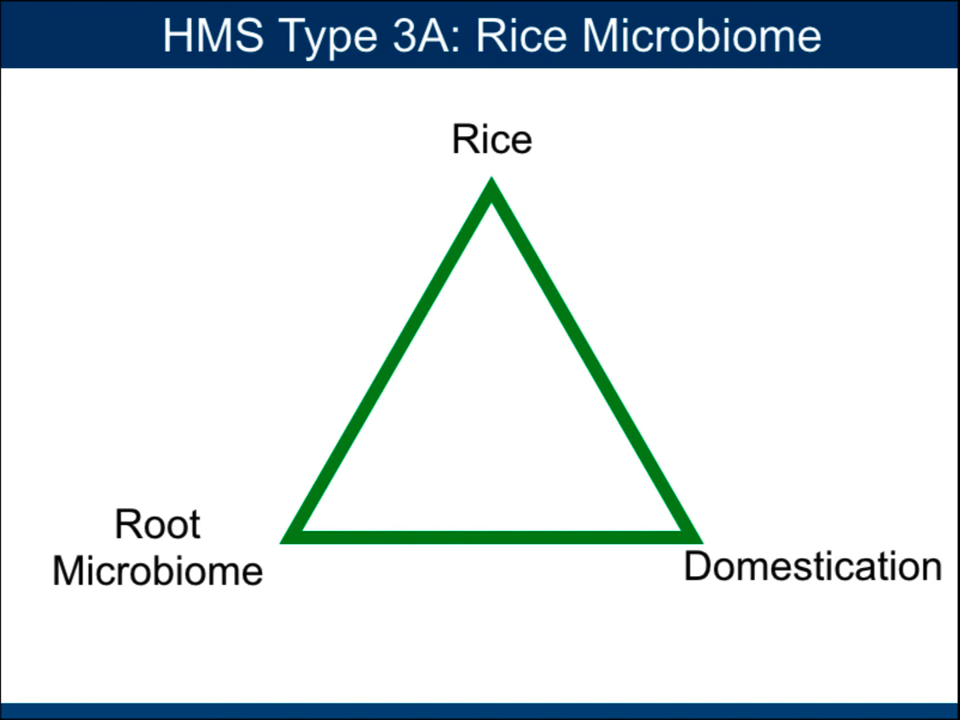 HMS Type 3A: Rice Microbiome
Rice
Root
Microbiome
Domestication